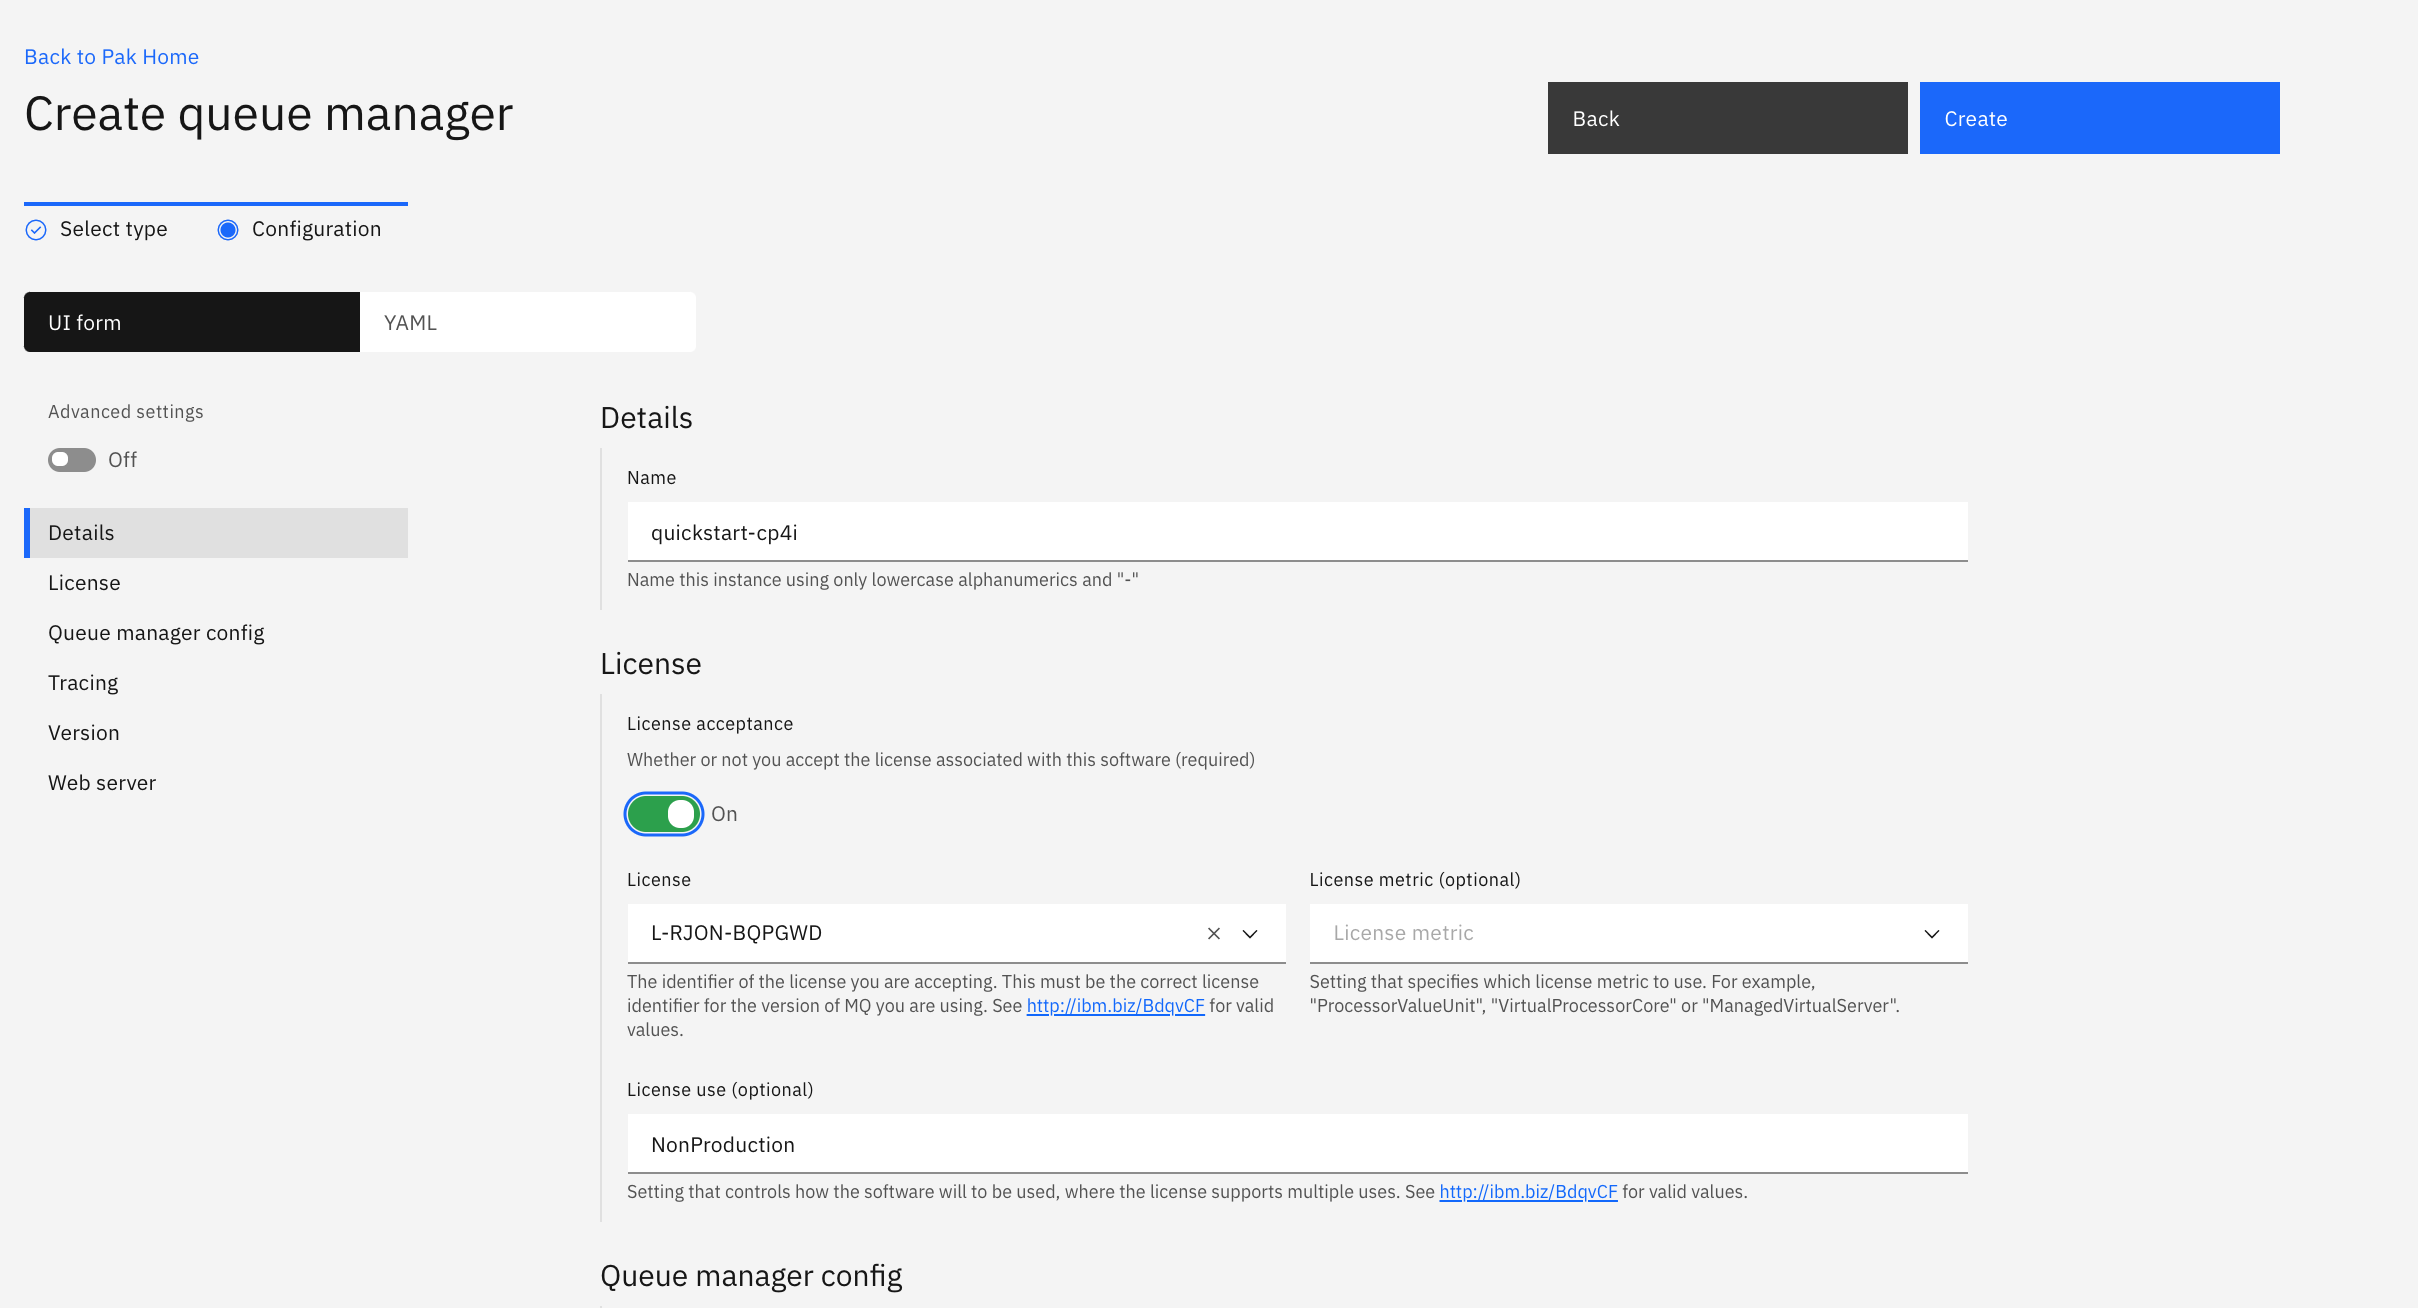 Back to Pak Home
Create queue manager
Back
Create
Select type
Configuration
UI form
YAML
Advanced settings
Off
Details
License
Queue manager config
Tracing
Version
Web server
Details
Name
quickstart-cp4i
Name this instance using only lowercase alphanumerics and "-"
License
License acceptance
Whether or not you accept the license associated with this software (required)
On
License
L-RJON-BQPGWD
The identifier of the license you are accepting. This must be the correct license
identifier for the version of MQ you are using. See http://ibm.biz/BdqvCF for valid
values.
License metric (optional)
License metric
Setting that specifies which license metric to use. For example,
"ProcessorValueUnit", "VirtualProcessorCore" or "ManagedVirtualServer".
License use (optional)
NonProduction
Setting that controls how the software will to be used, where the license supports multiple uses. See http://ibm.biz/BdqvCF for valid values.
Queue manager config